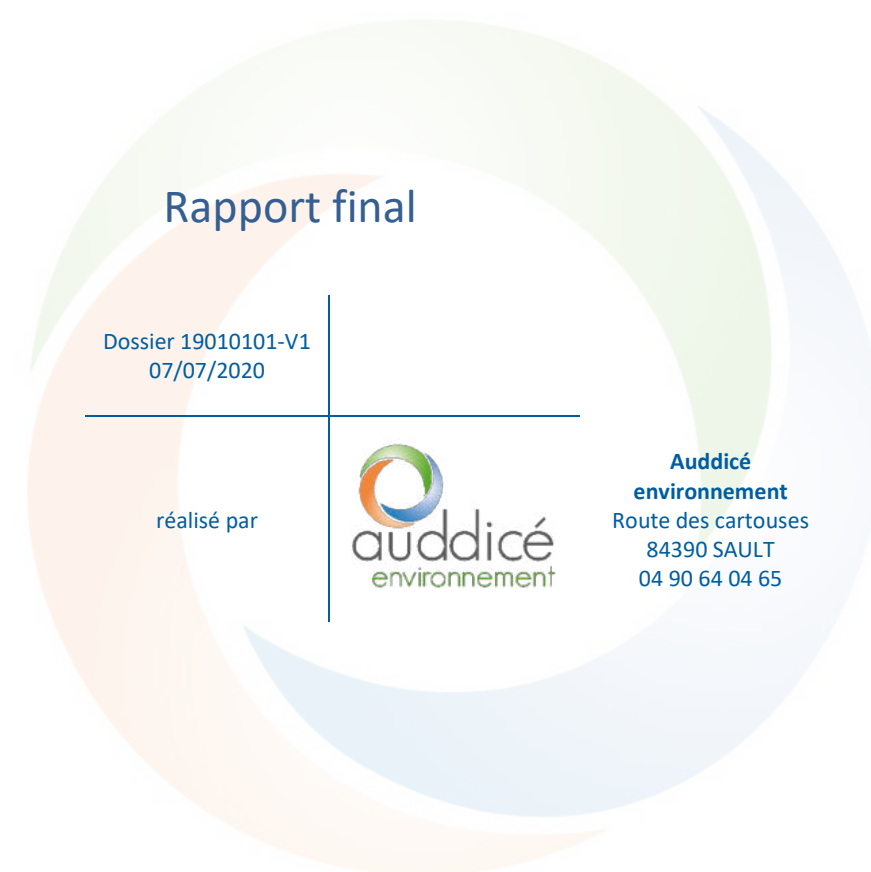 Rapport final
Dossier 19010101-V1
07/07/2020
réalisé par
auddicé
environnement
Auddicé
environnement
Route des cartouses
84390 SAULT
04 90 64 04 65